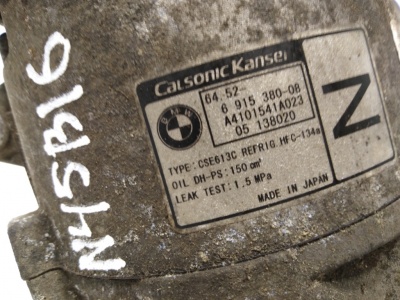 N45B16
Calsonic Kansei
BMW
64.52-
6 915 380-08
A4101541A023
05 138020
TYPE: CSE613C REFRIG.HFC-134a
OIL DH-PS: 150 cm³
LEAK TEST: 1.5 MPa
MADE IN JAPAN
N